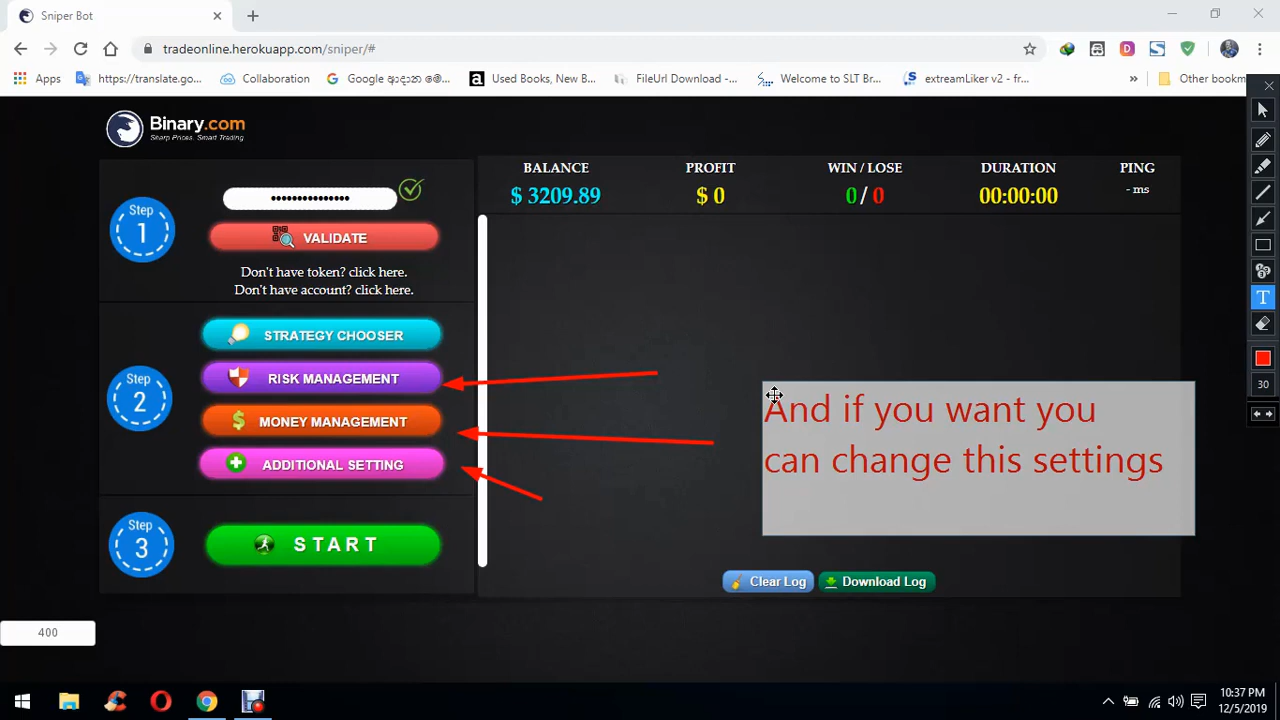 Sniper Bot
tradeonline.herokuapp.com/sniper/#
Apps
https://translate.go...
Collaboration
Google ආදාන මෙ...
Used Books, New B...
FileUrl Download -...
Welcome to SLT Br...
extreamLiker v2 - fr...
»
Other bookm
Binary.com
Sharp Prices. Smart Trading
Step
1
VALIDATE
Don't have token? click here.
Don't have account? click here.
Step
2
STRATEGY CHOOSER
RISK MANAGEMENT
MONEY MANAGEMENT
ADDITIONAL SETTING
Step
3
START
BALANCE PROFIT WIN / LOSE DURATION PING
$ 3209.89 $ 0 0 / 0 00:00:00 - ms
And if you want you
can change this settings
Clear Log
Download Log
T
30
400
10:37 PM
12/5/2019